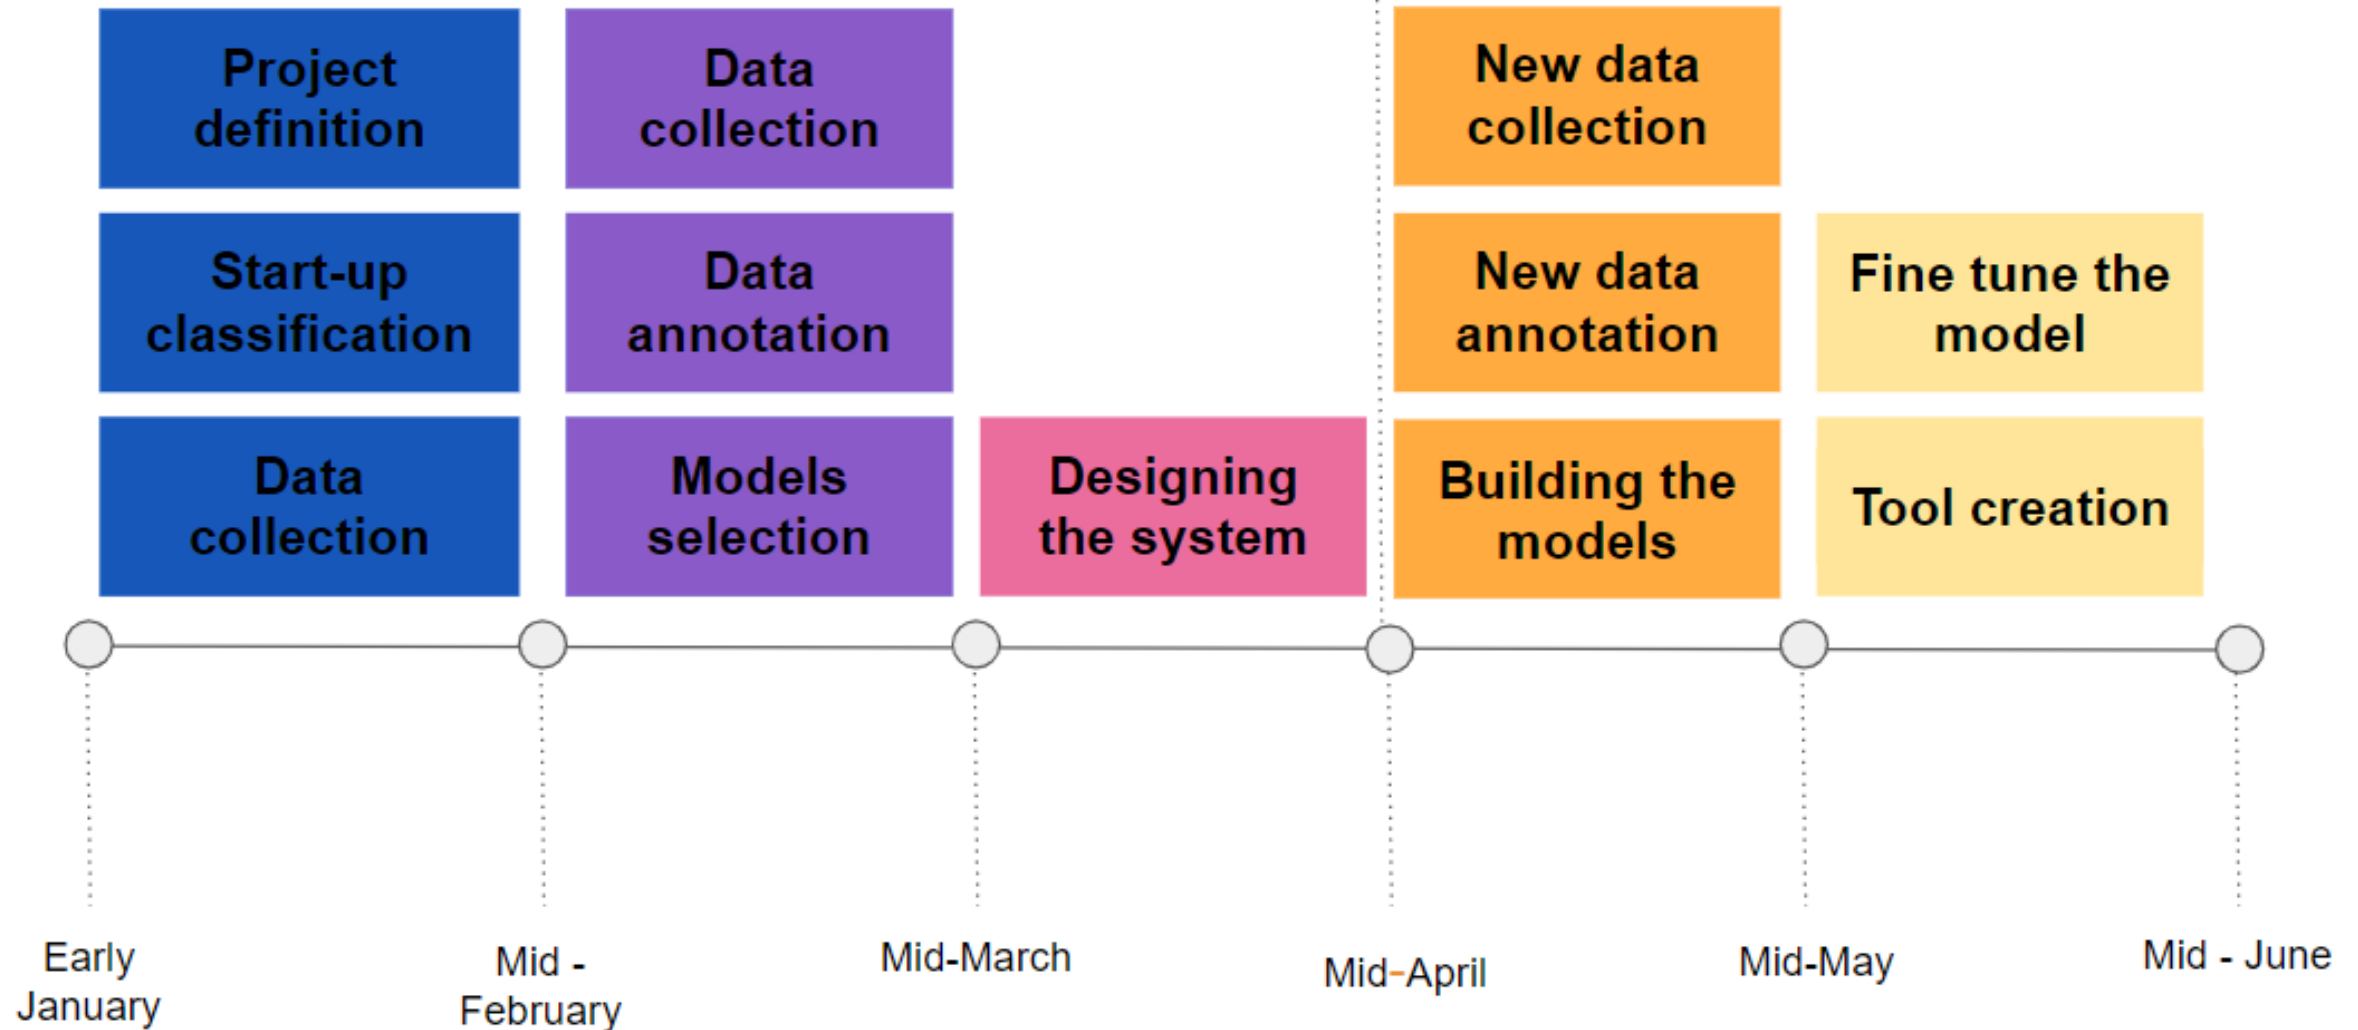 Project
definition
Data
collection
New data
collection
Start-up
classification
Data
annotation
New data
annotation
Fine tune the
model
Data
collection
Models
selection
Designing
the system
Building the
models
Tool creation
Early
January
Mid -
February
Mid-March
Mid-April
Mid-May
Mid - June